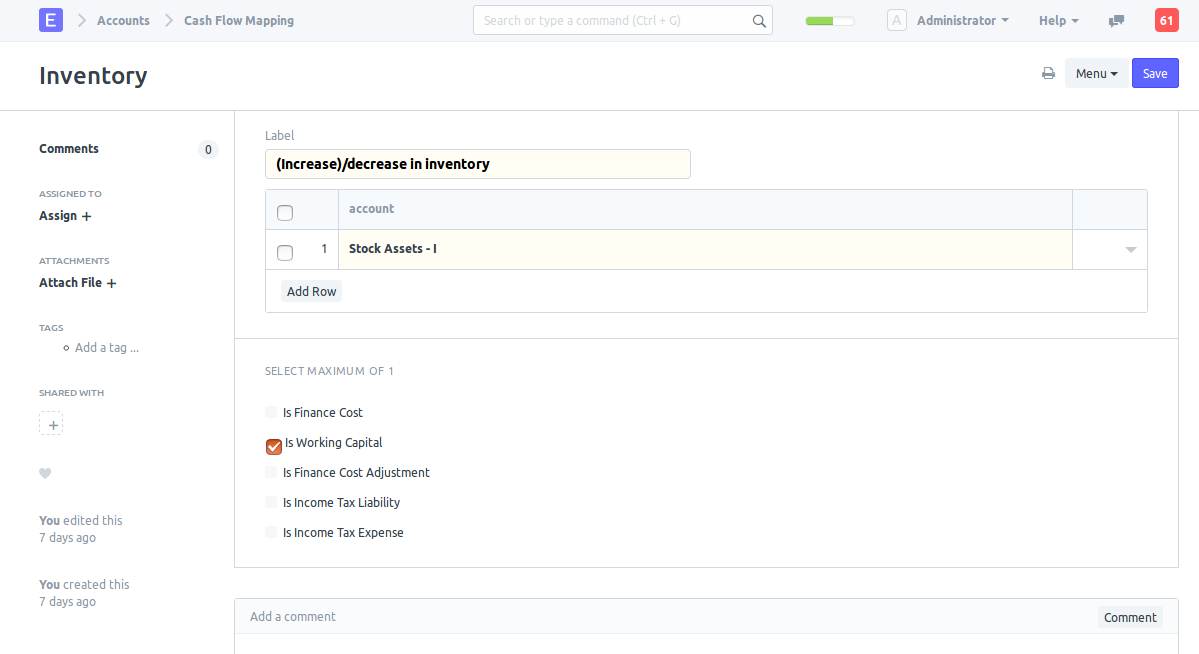 E Accounts Cash Flow Mapping Search or type a command (Ctrl + G) A Administrator Help 61
Inventory Menu Save
Comments 0
ASSIGNED TO
Assign +
ATTACHMENTS
Attach File +
TAGS
Add a tag ...
SHARED WITH
+
You edited this
7 days ago
You created this
7 days ago
Label
(Increase)/decrease in inventory
account
1 Stock Assets - I
Add Row
SELECT MAXIMUM OF 1
Is Finance Cost
Is Working Capital
Is Finance Cost Adjustment
Is Income Tax Liability
Is Income Tax Expense
Add a comment Comment